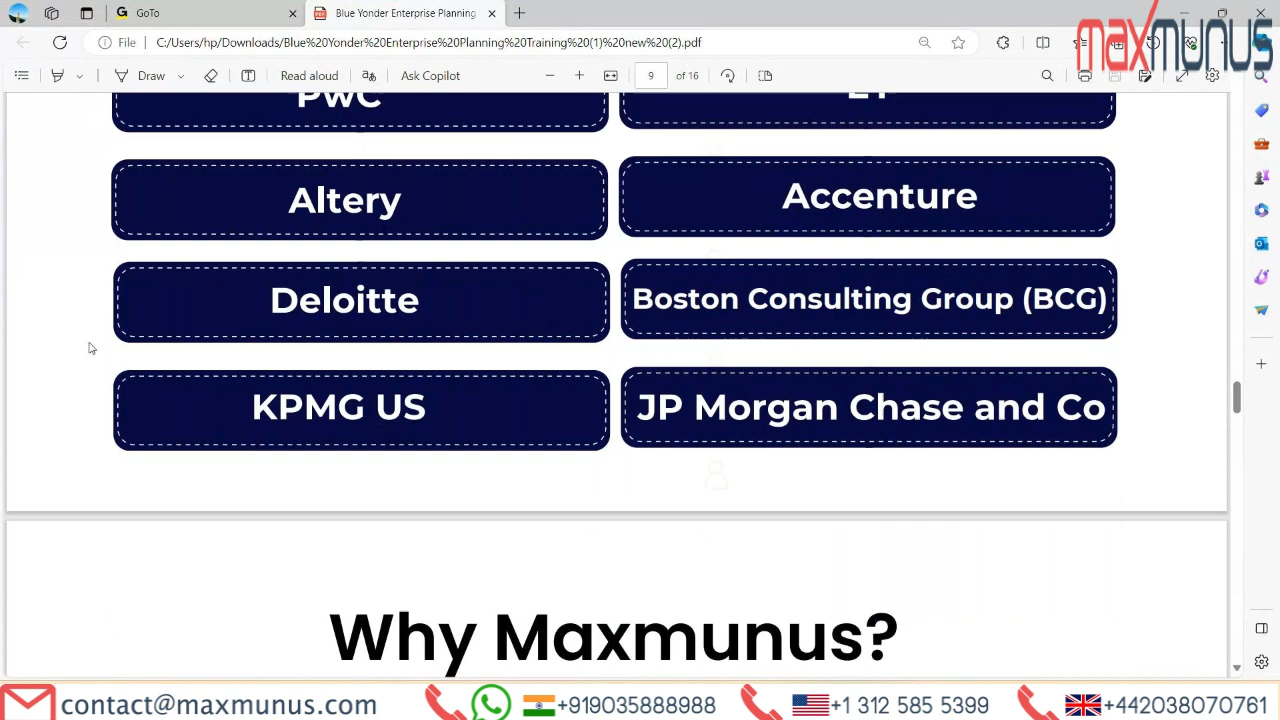 GoTo
Blue Yonder Enterprise Planning
File
C:/Users/hp/Downloads/Blue%20Yonder%20Enterprise%20Planning%20Training%20(1)%20new%20(2).pdf
maxmunus
Draw
Read aloud
Ask Copilot
9
of 16
PwC
Altery
Accenture
Deloitte
Boston Consulting Group (BCG)
KPMG US
JP Morgan Chase and Co
Why Maxmunus?
contact@maxmunus.com
+919035888988
+1 312 585 5399
+442038070761